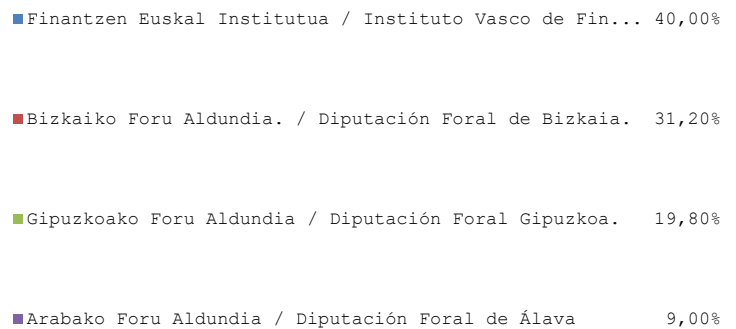 Finantzen Euskal Institutua / Instituto Vasco de Fin... 40,00%
Bizkaiko Foru Aldundia. / Diputación Foral de Bizkaia. 31,20%
Gipuzkoako Foru Aldundia / Diputación Foral Gipuzkoa. 19,80%
Arabako Foru Aldundia / Diputación Foral de Álava 9,00%